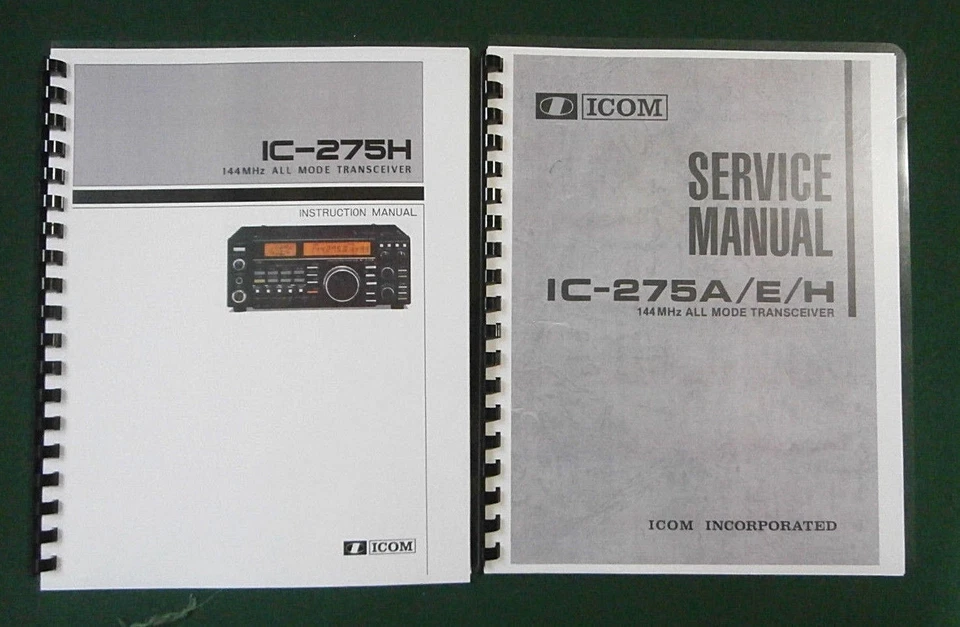 IC-275H
144MHz ALL MODE TRANSCEIVER
INSTRUCTION MANUAL
ICOM
ICOM
SERVICE
MANUAL
IC-275A/E/H
144MHz ALL MODE TRANSCEIVER
ICOM INCORPORATED